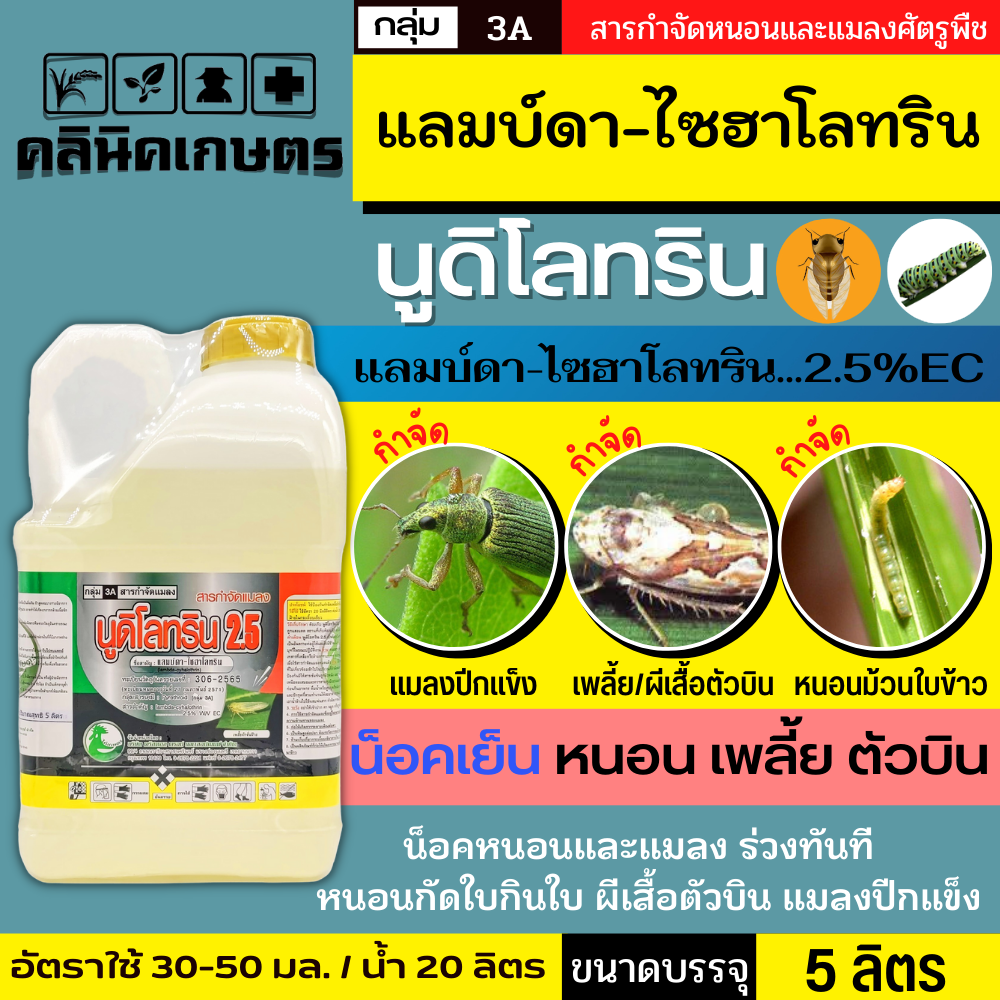 กลุ่ม 3A สารกำจัดหนอนและแมลงศัตรูพืช
คลินิคเกษตร
แลมบ์ดา-ไซฮาโลทริน
นูดิโลทริน
แลมบ์ดา-ไซฮาโลทริน...2.5%EC
กำจัด กำจัด กำจัด
แมลงปีกแข็ง เพลี้ย/ผีเสื้อตัวบิน หนอนม้วนใบข้าว
กลุ่ม 3A สารกำจัดแมลง
สารกำจัดแมลง
นูดิโลทริน 2.5
ชื่อสามัญ : แลมบ์ดา-ไซฮาโลทริน
(lambda-cyhalothrin)
306-2565
2.5% W/V EC
น็อคเย็น หนอน เพลี้ย ตัวบิน
น็อคหนอนและแมลง ร่วงทันที
หนอนกัดใบกินใบ ผีเสื้อตัวบิน แมลงปีกแข็ง
อัตราใช้ 30-50 มล. / น้ำ 20 ลิตร ขนาดบรรจุ 5 ลิตร